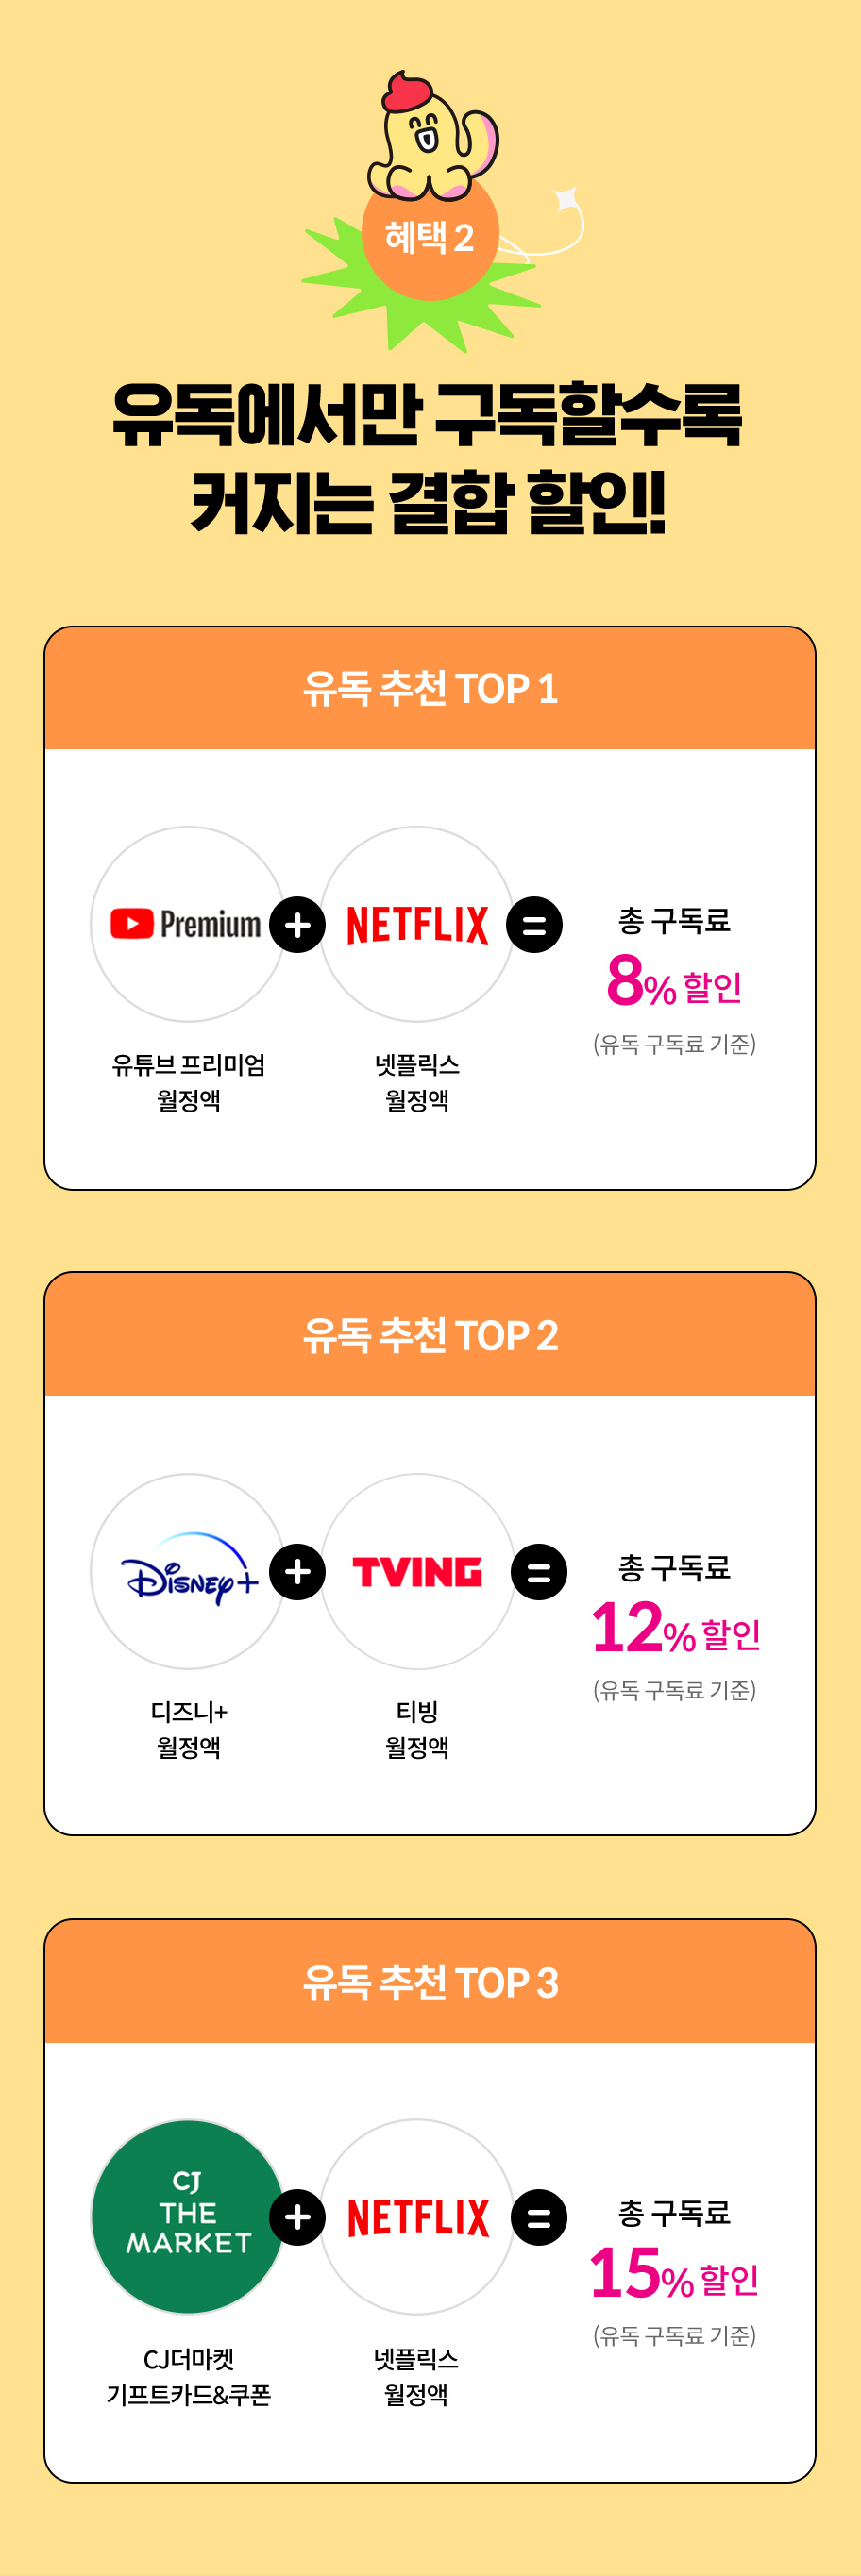 혜택 2
유독에서만 구독할수록
커지는 결합 할인!
유독 추천 TOP 1
Premium
+
NETFLIX
=
총 구독료
8% 할인
(유독 구독료 기준)
유튜브 프리미엄
월정액
넷플릭스
월정액
유독 추천 TOP 2
Disney+
+
TVING
=
총 구독료
12% 할인
(유독 구독료 기준)
디즈니+
월정액
티빙
월정액
유독 추천 TOP 3
CJ
THE
MARKET
+
NETFLIX
=
총 구독료
15% 할인
(유독 구독료 기준)
CJ더마켓
기프트카드&쿠폰
넷플릭스
월정액